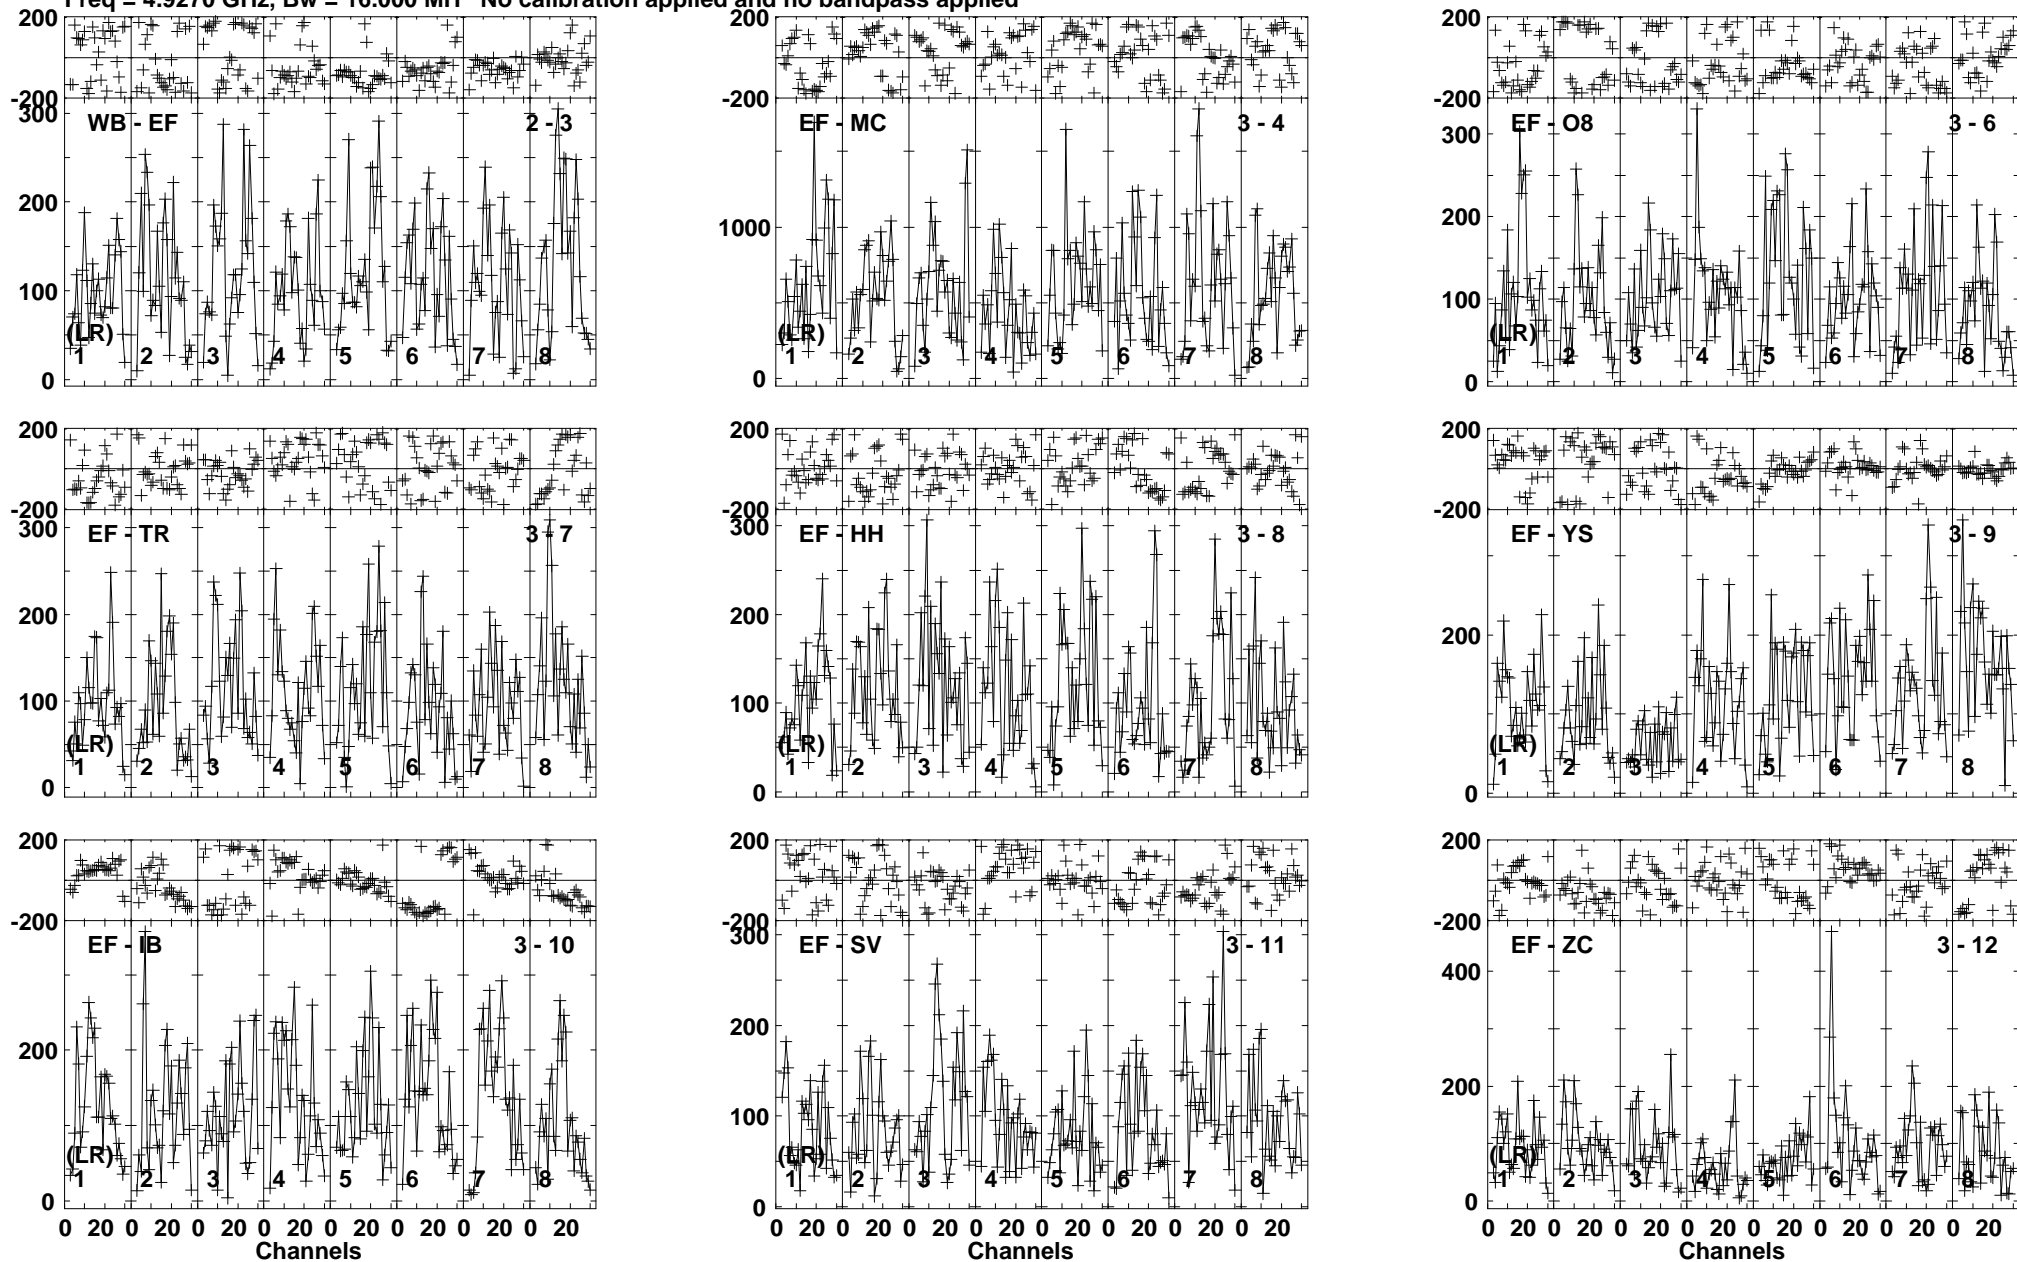 Freq = 4.9270 GHz, Bw = 16.000 MH No calibration applied and no bandpass applied
200 200 200
-200 -200 -200
WB - EF 2 - 3 EF - MC 3 - 4 EF - O8 3 - 6
300 200 100 0
1000 0
300 200 100 0
(LR) (LR) (LR)
1 2 3 4 5 6 7 8 1 2 3 4 5 6 7 8 1 2 3 4 5 6 7 8
200 200 200
-200 -200 -200
EF - TR 3 - 7 EF - HH 3 - 8 EF - YS 3 - 9
300 200 100 0
300 200 100 0
200 0
(LR) (LR) (LR)
1 2 3 4 5 6 7 8 1 2 3 4 5 6 7 8 1 2 3 4 5 6 7 8
200 200 200
-200 -200 -200
EF - IB 3 - 10 EF - SV 3 - 11 EF - ZC 3 - 12
200 0
300 200 100 0
400 200 0
(LR) (LR) (LR)
1 2 3 4 5 6 7 8 1 2 3 4 5 6 7 8 1 2 3 4 5 6 7 8
0 20 0 20 0 20 0 20 0 20 0 20 0 20 0 20 0 20 0 20 0 20 0 20 0 20 0 20 0 20 0 20 0 20 0 20 0 20 0 20 0 20 0 20 0 20 0 20
Channels Channels Channels